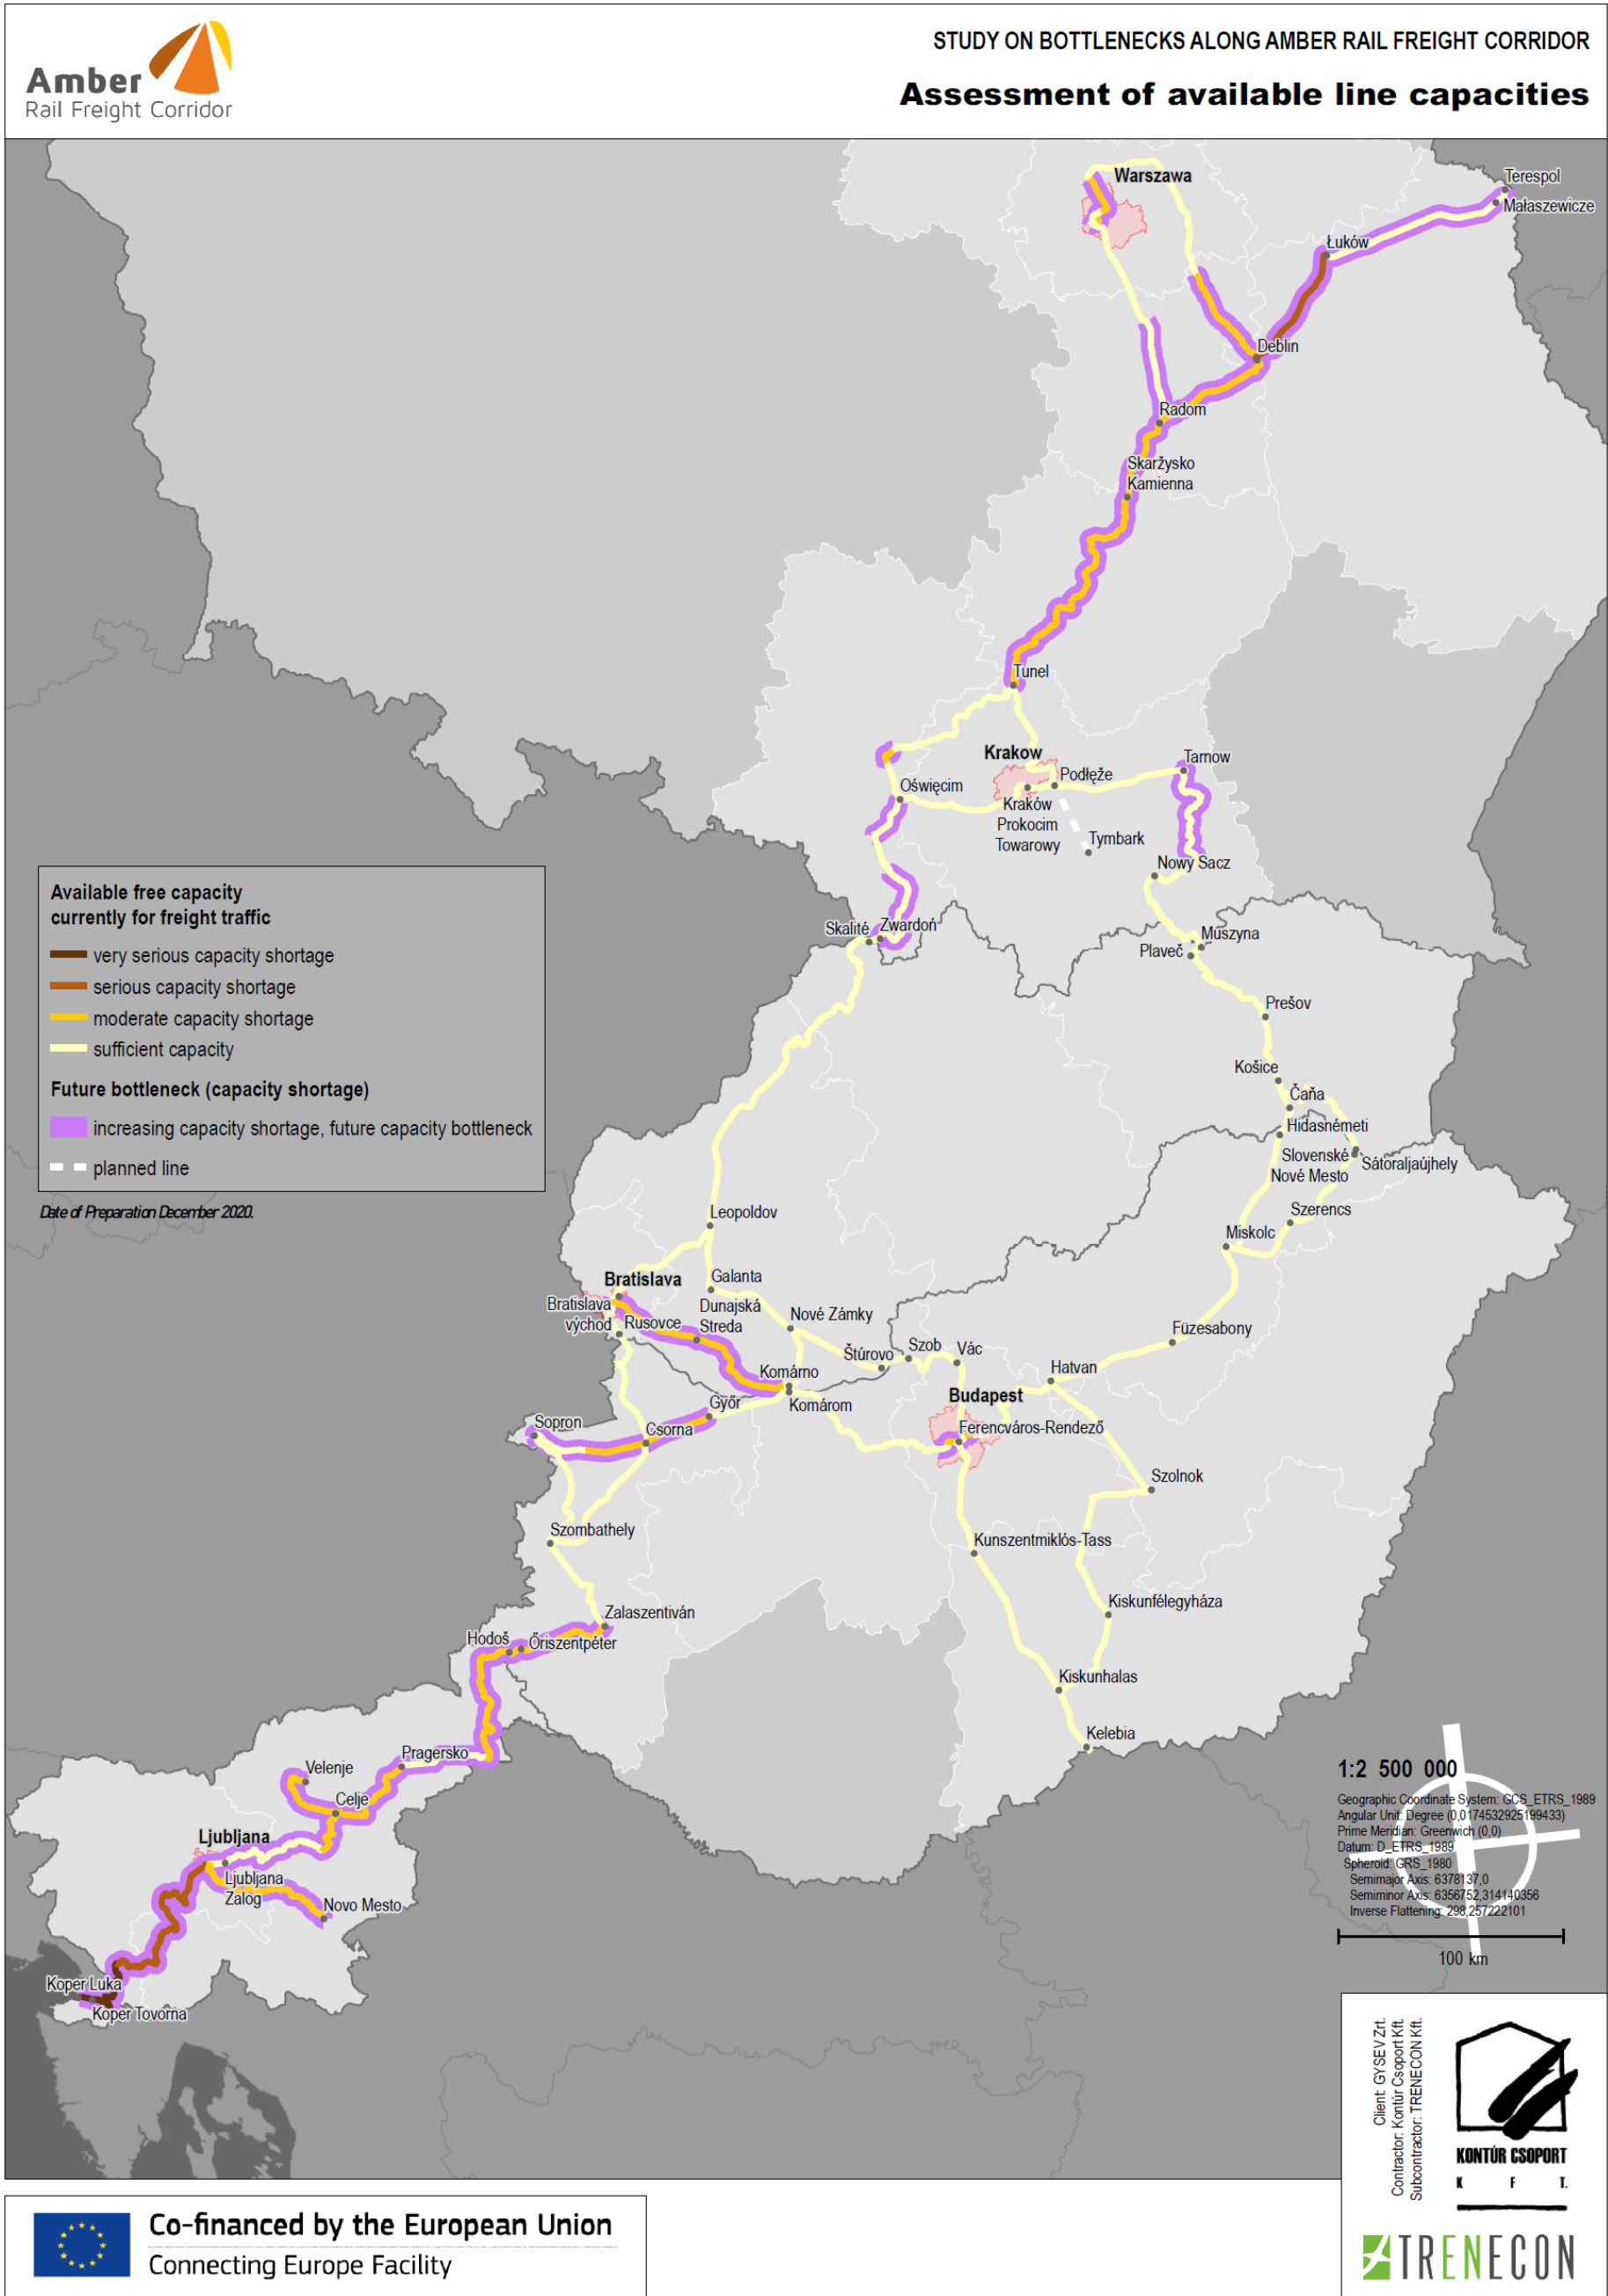 Amber
Rail Freight Corridor
STUDY ON BOTTLENECKS ALONG AMBER RAIL FREIGHT CORRIDOR
Assessment of available line capacities
Warszawa
Terespol
Małaszewicze
Łuków
Deblin
Radom
Skaržysko
Kamienna
Tunel
Krakow
Podłęže
Tarnow
Oświęcim
Kraków
Prokocim
Towarowy
Tymbark
Nowy Sacz
Skalité
Zwardoń
Muszyna
Plaveč
Prešov
Košice
Čaňa
Hidasnémeti
Slovenské
Nové Mesto
Sátoraljaújhely
Szerencs
Miskolc
Available free capacity
currently for freight traffic
very serious capacity shortage
serious capacity shortage
moderate capacity shortage
sufficient capacity
Future bottleneck (capacity shortage)
increasing capacity shortage, future capacity bottleneck
planned line
Date of Preparation December 2020.
Leopoldov
Bratislava
Galanta
Bratislava
východ
Rusovce
Dunajská
Streda
Nové Zámky
Füzesabony
Štúrovo
Szob
Vác
Hatvan
Komárno
Komárom
Budapest
Győr
Sopron
Csorna
Ferencváros-Rendező
Szolnok
Szombathely
Kunszentmiklós-Tass
Zalaszentiván
Kiskunfélegyháza
Hodoš
Őriszentpéter
Kiskunhalas
Kelebia
Pragersko
Velenje
Celje
Ljubljana
Ljubljana
Zalog
Novo Mesto
Koper Luka
Koper Tovorna
1:2 500 000
Geographic Coordinate System: GCS_ETRS_1989
Angular Unit: Degree (0,0174532925199433)
Prime Meridian: Greenwich (0,0)
Datum: D_ETRS_1989
Spheroid: GRS_1980
Semimajor Axis: 6378137,0
Semiminor Axis: 6356752,314140356
Inverse Flattening: 298,257222101
100 km
Client: GYSEV Zrt.
Contractor: Kontúr Csoport Kft.
Subcontractor: TRENECON Kft.
KONTÚR CSOPORT
K F T.
TRENECON
Co-financed by the European Union
Connecting Europe Facility